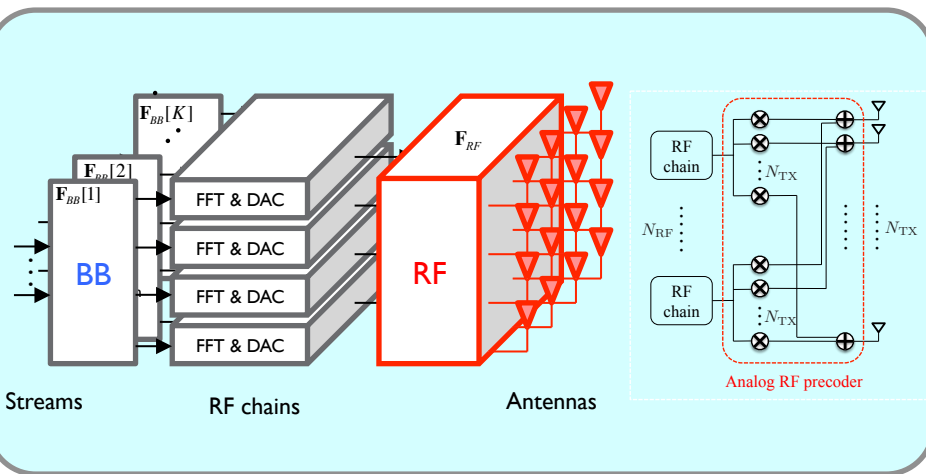 F_BB[K]
F_BB[2]
F_BB[1]
BB
FFT & DAC
FFT & DAC
FFT & DAC
FFT & DAC
F_RF
RF
Streams
RF chains
Antennas
RF
chain
N_TX
N_RF
N_TX
RF
chain
N_TX
Analog RF precoder